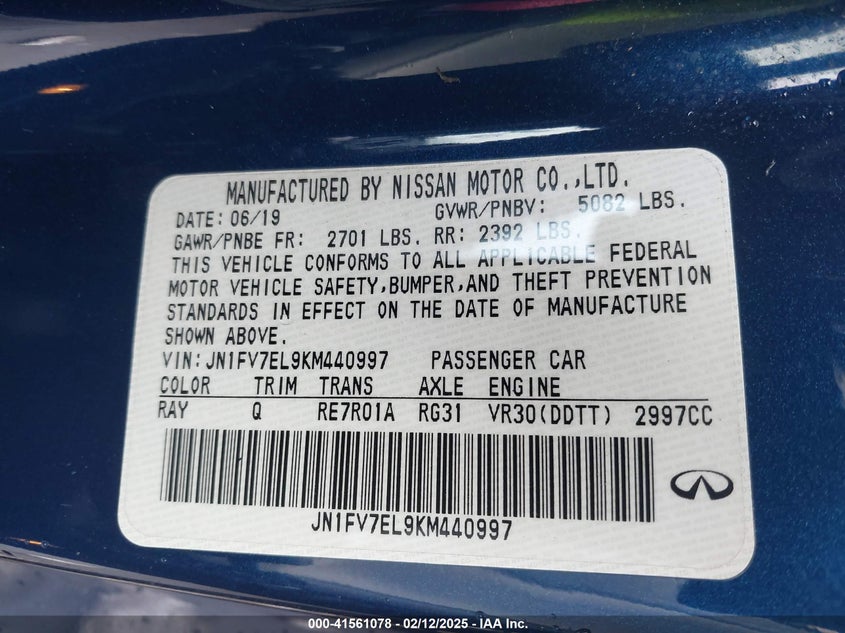 MANUFACTURED BY NISSAN MOTOR CO.,LTD.
DATE: 06/19 GVWR/PNBV: 5082 LBS.
GAWR/PNBE FR: 2701 LBS. RR: 2392 LBS.
THIS VEHICLE CONFORMS TO ALL APPLICABLE FEDERAL
MOTOR VEHICLE SAFETY,BUMPER,AND THEFT PREVENTION
STANDARDS IN EFFECT ON THE DATE OF MANUFACTURE
SHOWN ABOVE.
VIN: JN1FV7EL9KM440997 PASSENGER CAR
COLOR TRIM TRANS AXLE ENGINE
RAY Q RE7R01A RG31 VR30(DDTT) 2997CC
JN1FV7EL9KM440997
000-41561078 - 02/12/2025 - IAA Inc.